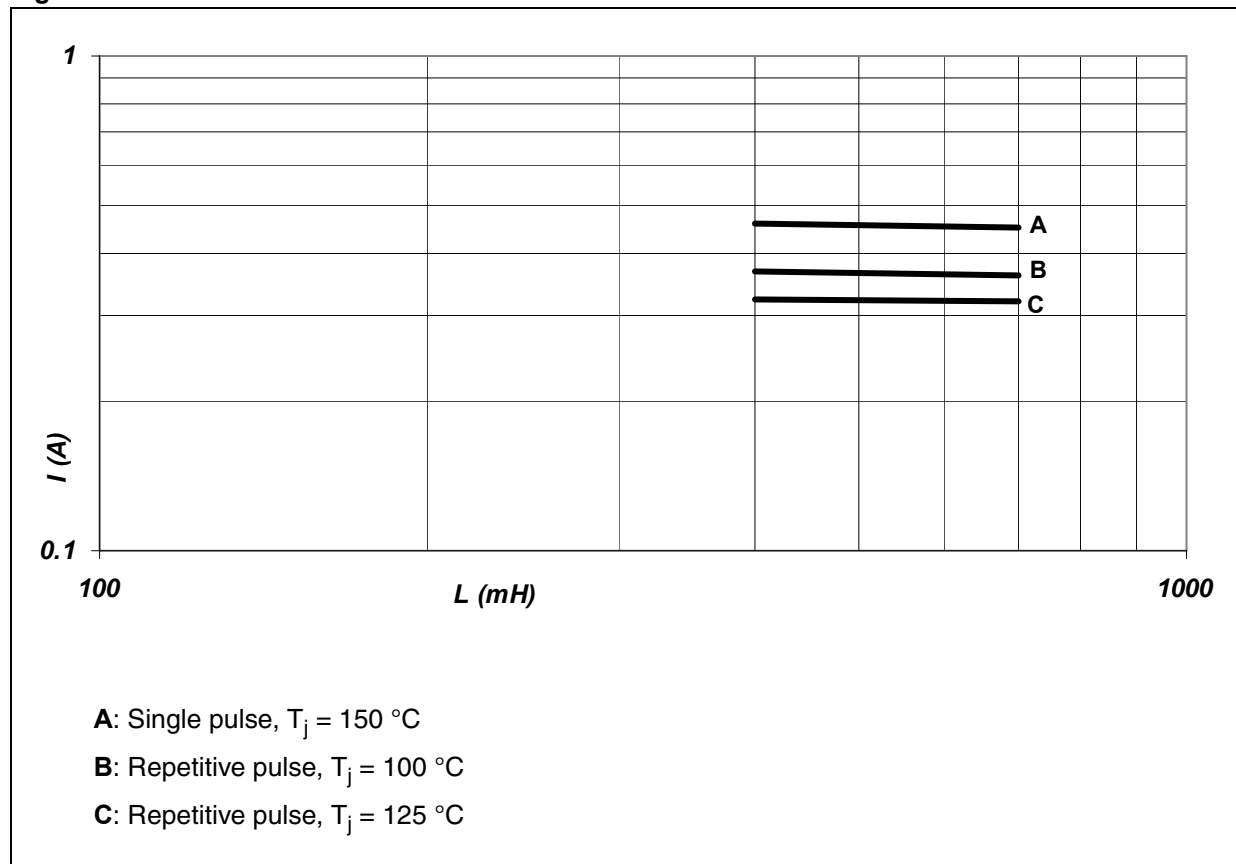 1
A
B
C
I (A)
0.1
100
L (mH)
1000
A: Single pulse, Tj = 150 °C
B: Repetitive pulse, Tj = 100 °C
C: Repetitive pulse, Tj = 125 °C